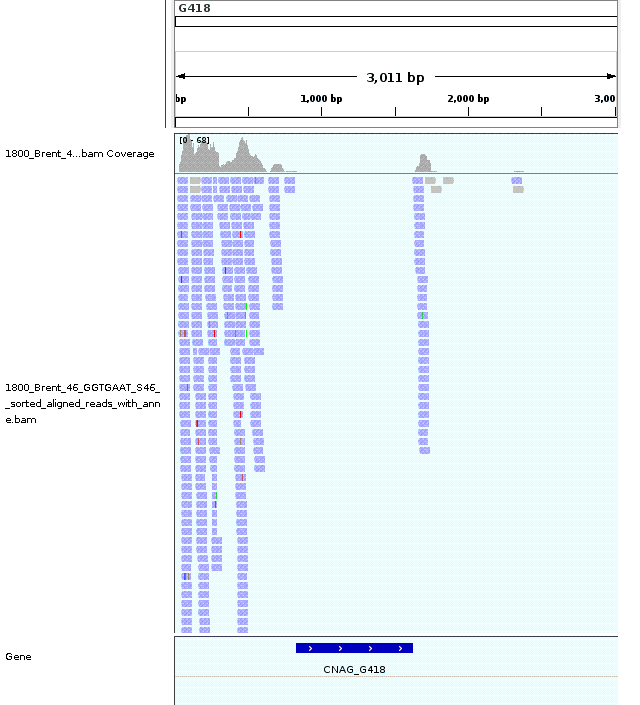 G418
3,011 bp
bp
1,000 bp
2,000 bp
3,00
[0 - 68]
1800_Brent_4...bam Coverage
1800_Brent_46_GGTGAAT_S46_
_sorted_aligned_reads_with_ann
e.bam
Gene
CNAG_G418